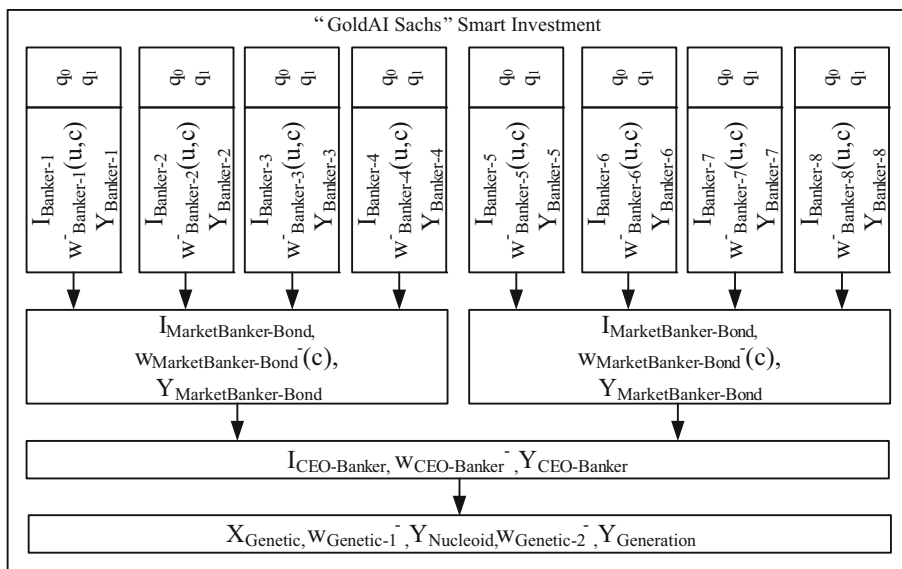 “GoldAI Sachs” Smart Investment
q0 q1
q0 q1
q0 q1
q0 q1
q0 q1
q0 q1
q0 q1
q0 q1
IBanker-1
w-Banker-1(u,c)
YBanker-1
IBanker-2
w-Banker-2(u,c)
YBanker-2
IBanker-3
w-Banker-3(u,c)
YBanker-3
IBanker-4
w-Banker-4(u,c)
YBanker-4
IBanker-5
w-Banker-5(u,c)
YBanker-5
IBanker-6
w-Banker-6(u,c)
YBanker-6
IBanker-7
w-Banker-7(u,c)
YBanker-7
IBanker-8
w-Banker-8(u,c)
YBanker-8
IMarketBanker-Bond,
wMarketBanker-Bond-(c),
YMarketBanker-Bond
IMarketBanker-Bond,
wMarketBanker-Bond-(c),
YMarketBanker-Bond
ICEO-Banker, wCEO-Banker-,YCEO-Banker
XGenetic,wGenetic-1-,YNucleoid,wGenetic-2-,YGeneration